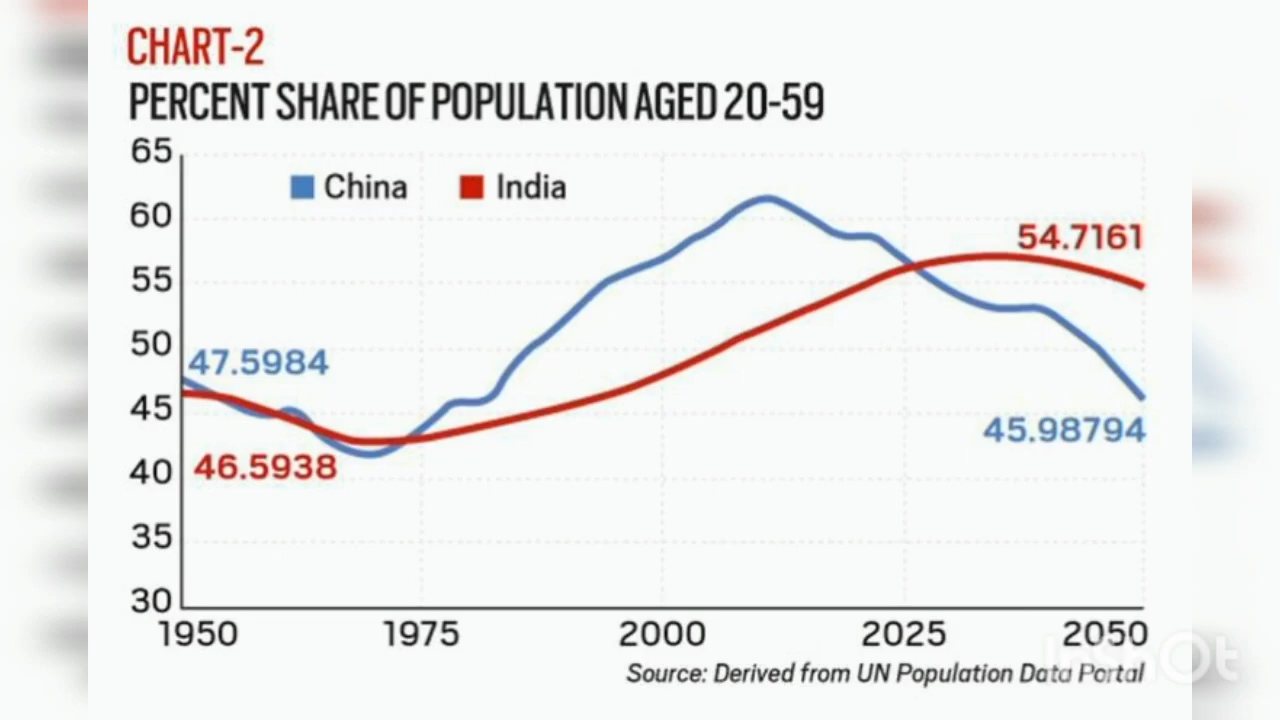 CHART-2
PERCENT SHARE OF POPULATION AGED 20-59
65
China India
60
54.7161
55
50
47.5984
45
45.98794
46.5938
40
35
30
1950 1975 2000 2025 2050
InShOt
Source: Derived from UN Population Data Portal